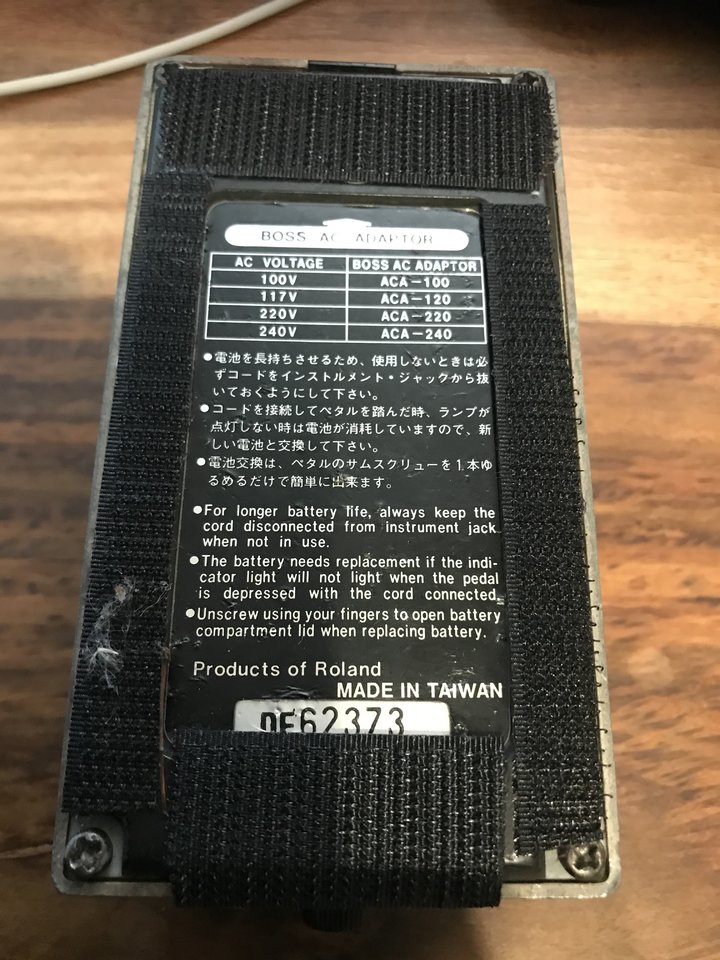 BOSS AC ADAPTOR
AC VOLTAGE BOSS AC ADAPTOR
100V ACA-100
117V ACA-120
220V ACA-220
240V ACA-240
●電池を長持ちさせるため、使用しないときは必
ずコードをインストルメント・ジャックから抜
いておくようにして下さい。
●コードを接続してペタルを踏んだ時、ランプが
点灯しない時は電池が消耗していますので、新
しい電池と交換して下さい。
●電池交換は、ペタルのサムスクリューを1本ゆ
るめるだけで簡単に出来ます。
●For longer battery life, always keep the
cord disconnected from instrument jack
when not in use.
●The battery needs replacement if the indi-
cator light will not light when the pedal
is depressed with the cord connected.
●Unscrew using your fingers to open battery
compartment lid when replacing battery.
Products of Roland
MADE IN TAIWAN
DE62373